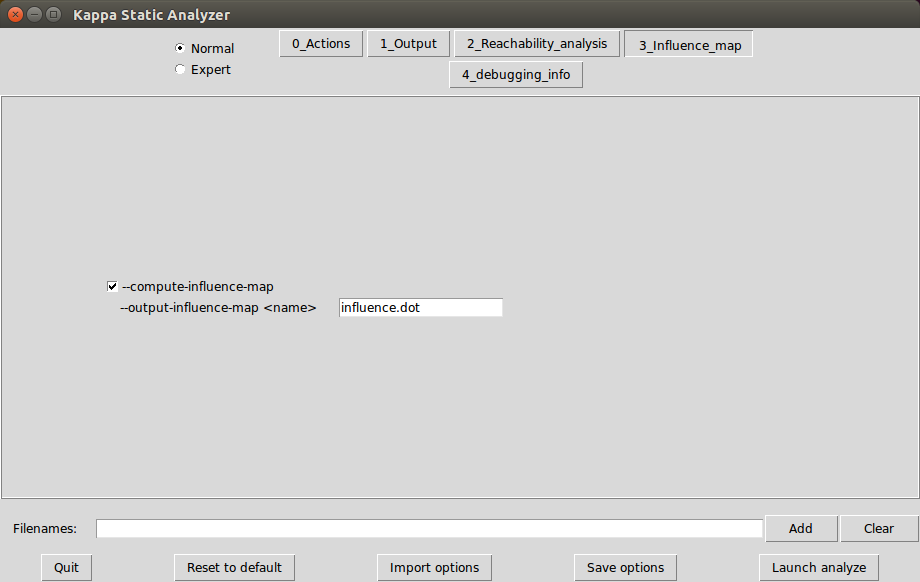 Kappa Static Analyzer
Normal
0_Actions
1_Output
2_Reachability_analysis
3_Influence_map
Expert
4_debugging_info
--compute-influence-map
--output-influence-map <name>
influence.dot
Filenames:
Add
Clear
Quit
Reset to default
Import options
Save options
Launch analyze